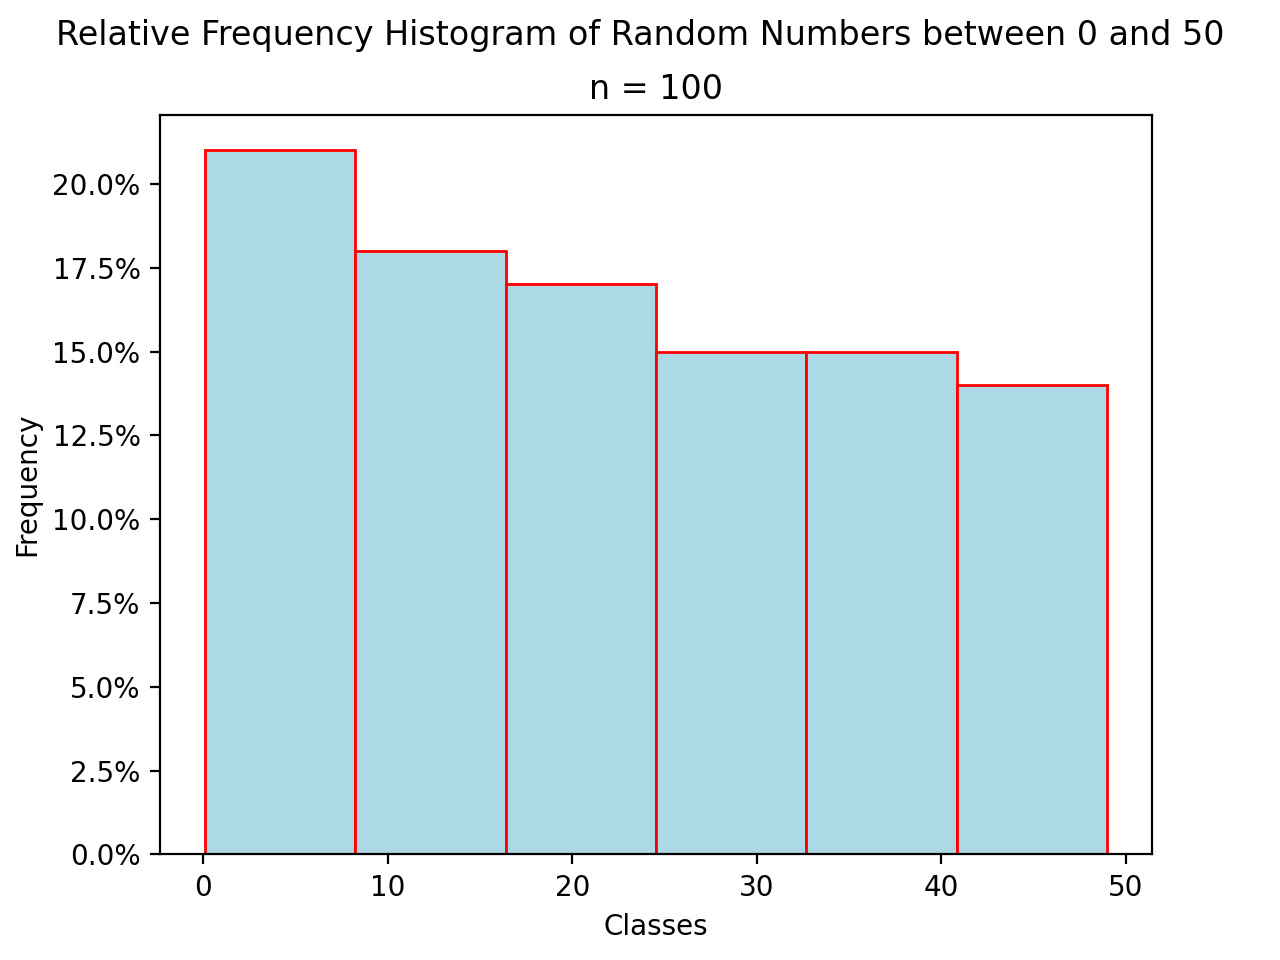 Relative Frequency Histogram of Random Numbers between 0 and 50
n = 100
20.0%
17.5%
15.0%
12.5%
10.0%
7.5%
5.0%
2.5%
0.0%
Frequency
0 10 20 30 40 50
Classes